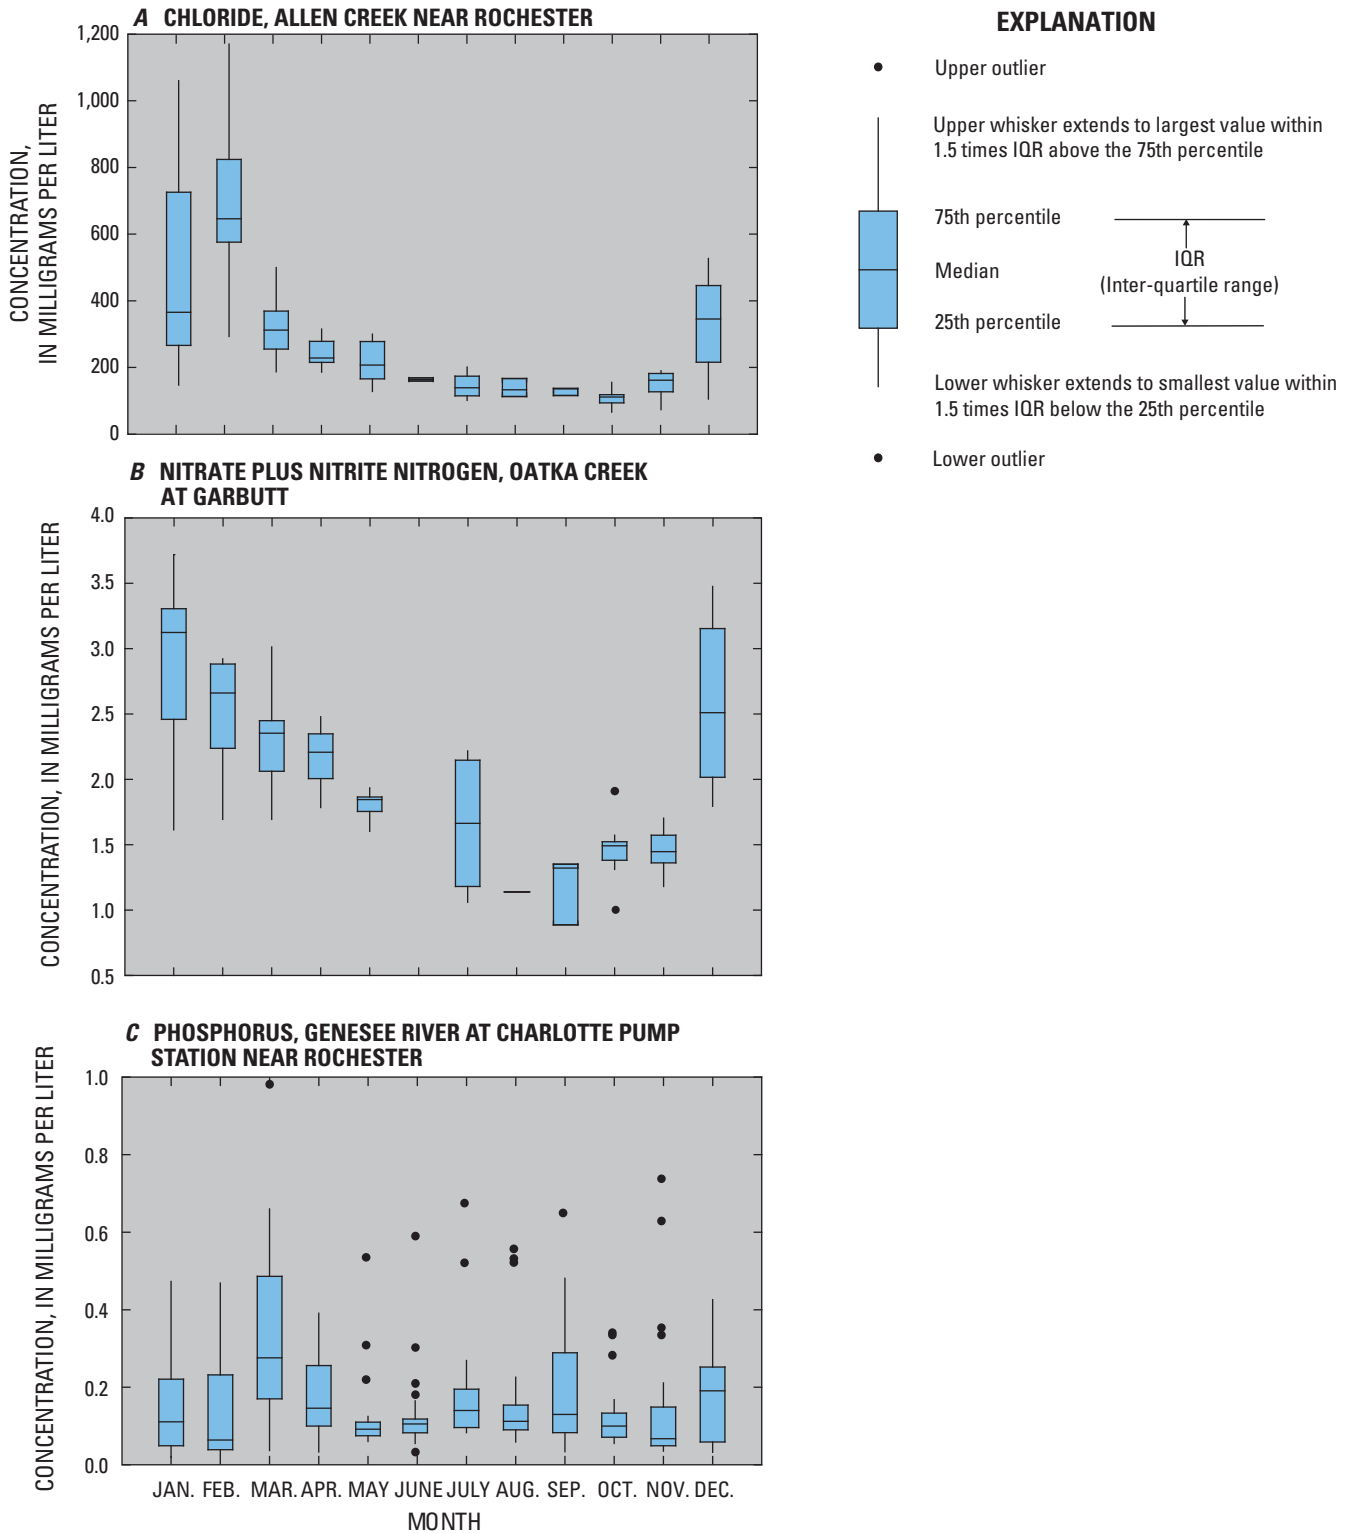 A CHLORIDE, ALLEN CREEK NEAR ROCHESTER
CONCENTRATION,
IN MILLIGRAMS PER LITER
1,200
1,000
800
600
400
200
0
EXPLANATION
Upper outlier
Upper whisker extends to largest value within
1.5 times IQR above the 75th percentile
75th percentile
IQR
(Inter-quartile range)
Median
25th percentile
Lower whisker extends to smallest value within
1.5 times IQR below the 25th percentile
Lower outlier
B NITRATE PLUS NITRITE NITROGEN, OATKA CREEK
AT GARBUTT
CONCENTRATION, IN MILLIGRAMS PER LITER
4.0
3.5
3.0
2.5
2.0
1.5
1.0
0.5
C PHOSPHORUS, GENESEE RIVER AT CHARLOTTE PUMP
STATION NEAR ROCHESTER
CONCENTRATION, IN MILLIGRAMS PER LITER
1.0
0.8
0.6
0.4
0.2
0.0
JAN. FEB. MAR. APR. MAY JUNE JULY AUG. SEP. OCT. NOV. DEC.
MONTH